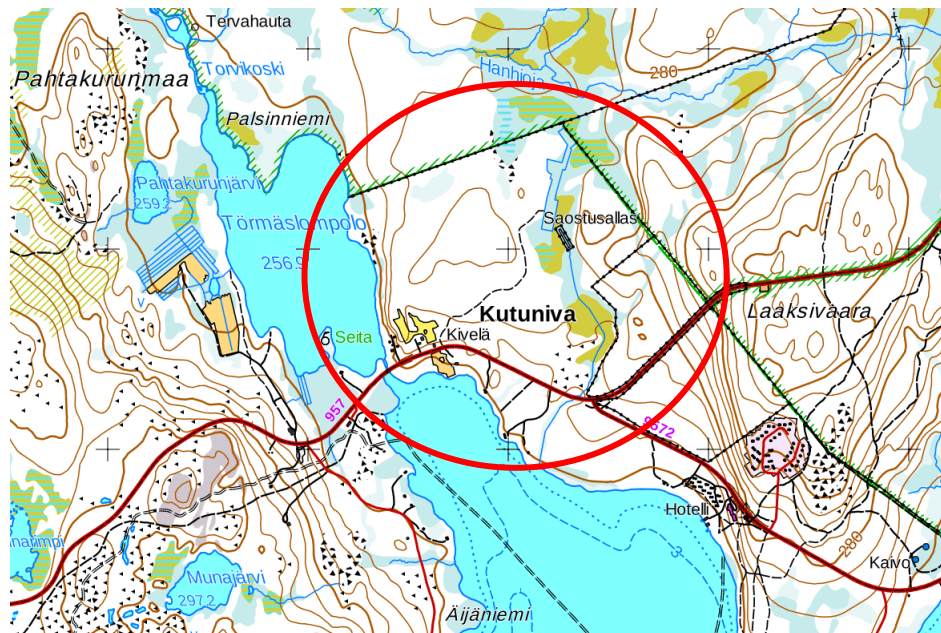 Tervahauta
Pahtakurunmaa
Torvikoski
Hanhioja
280
Palsinniemi
Pahtakurunjärvi
259.2
Törmäslompolo
256.9
Saostusallas
v
Kutuniva
Laaksivaara
Seita
Kivelä
957
9572
Hotelli
3
280
Kaivo
Munajärvi
297.2
Äijäniemi